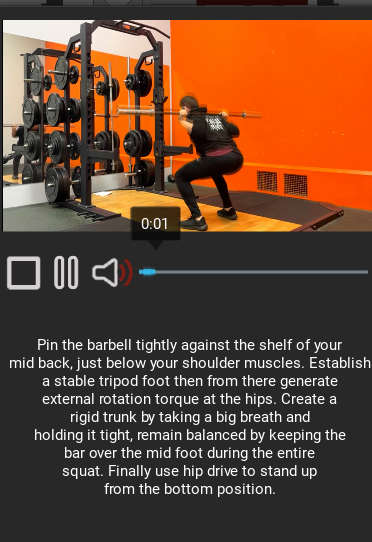 0:01
Pin the barbell tightly against the shelf of your
mid back, just below your shoulder muscles. Establish
a stable tripod foot then from there generate
external rotation torque at the hips. Create a
rigid trunk by taking a big breath and
holding it tight, remain balanced by keeping the
bar over the mid foot during the entire
squat. Finally use hip drive to stand up
from the bottom position.